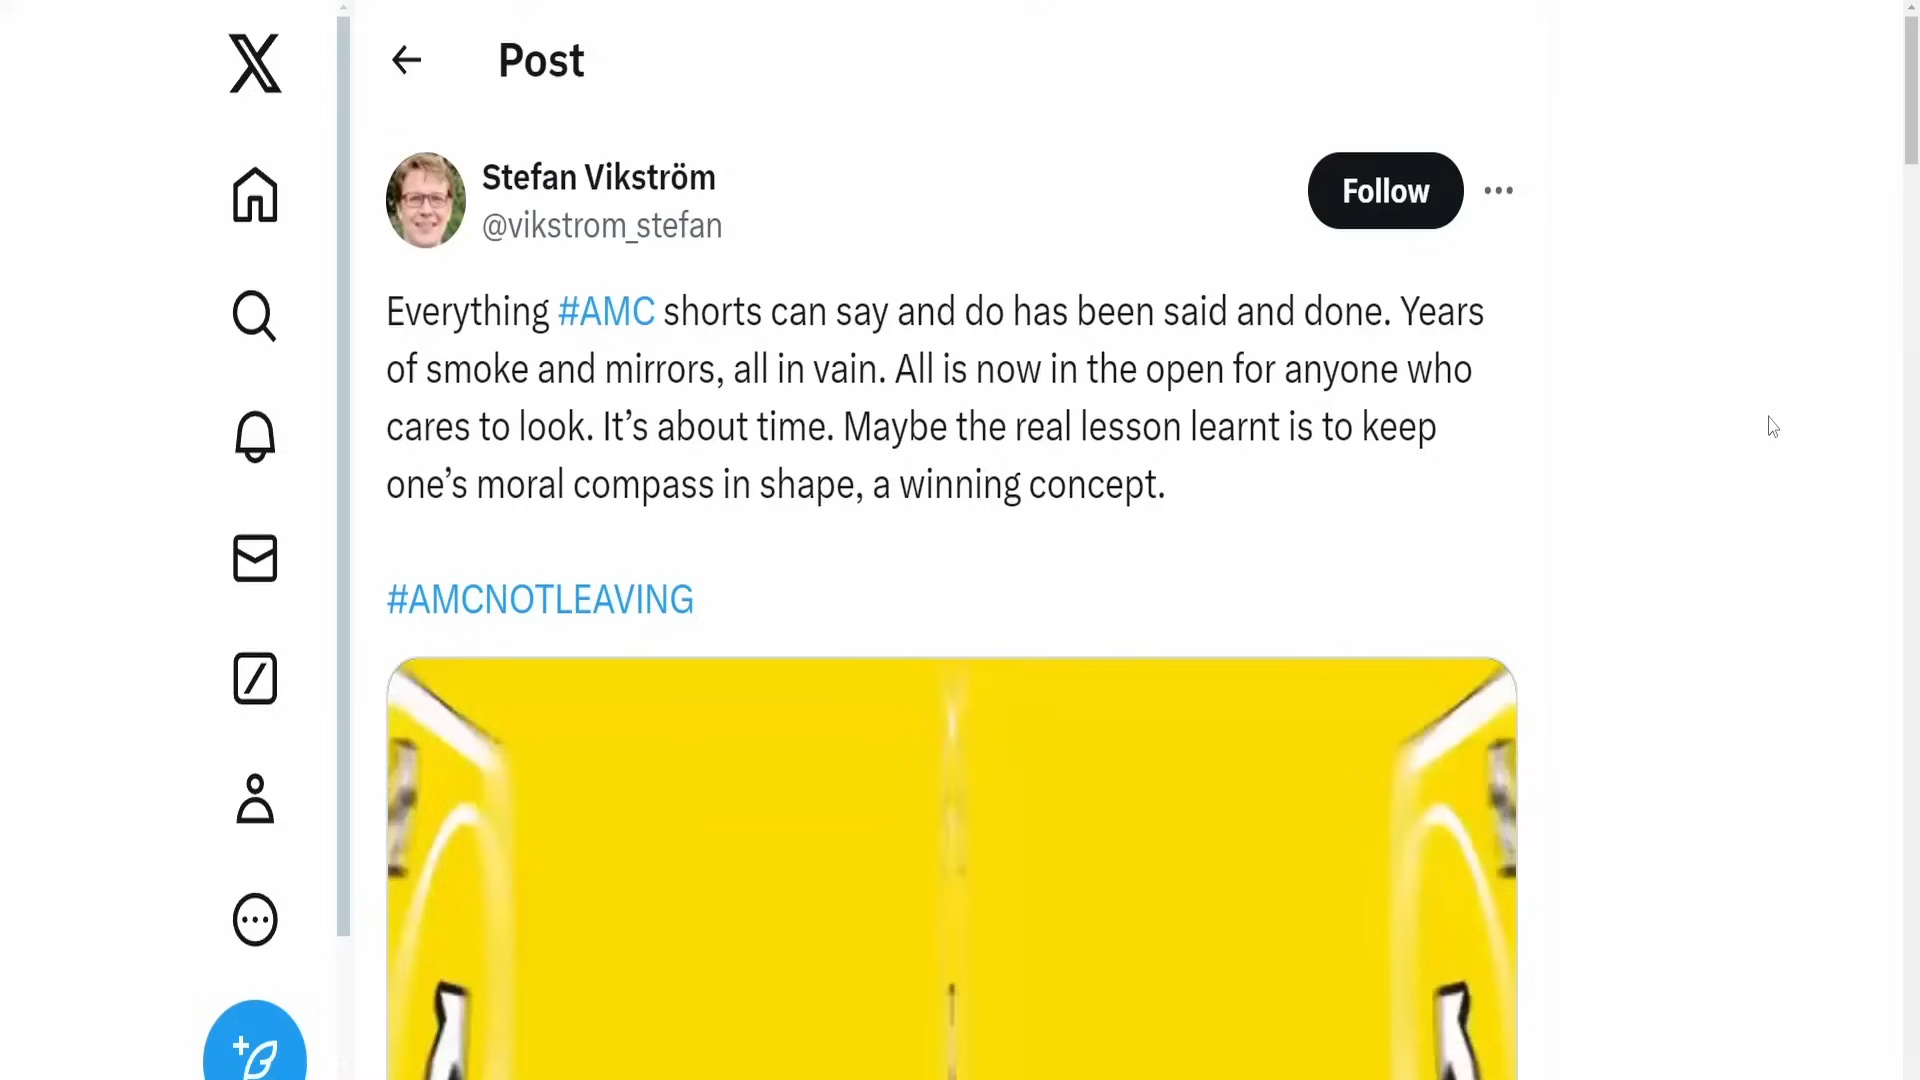 Post
Stefan Vikström
@vikstrom_stefan
Follow
Everything #AMC shorts can say and do has been said and done. Years
of smoke and mirrors, all in vain. All is now in the open for anyone who
cares to look. It’s about time. Maybe the real lesson learnt is to keep
one’s moral compass in shape, a winning concept.
#AMCNOTLEAVING